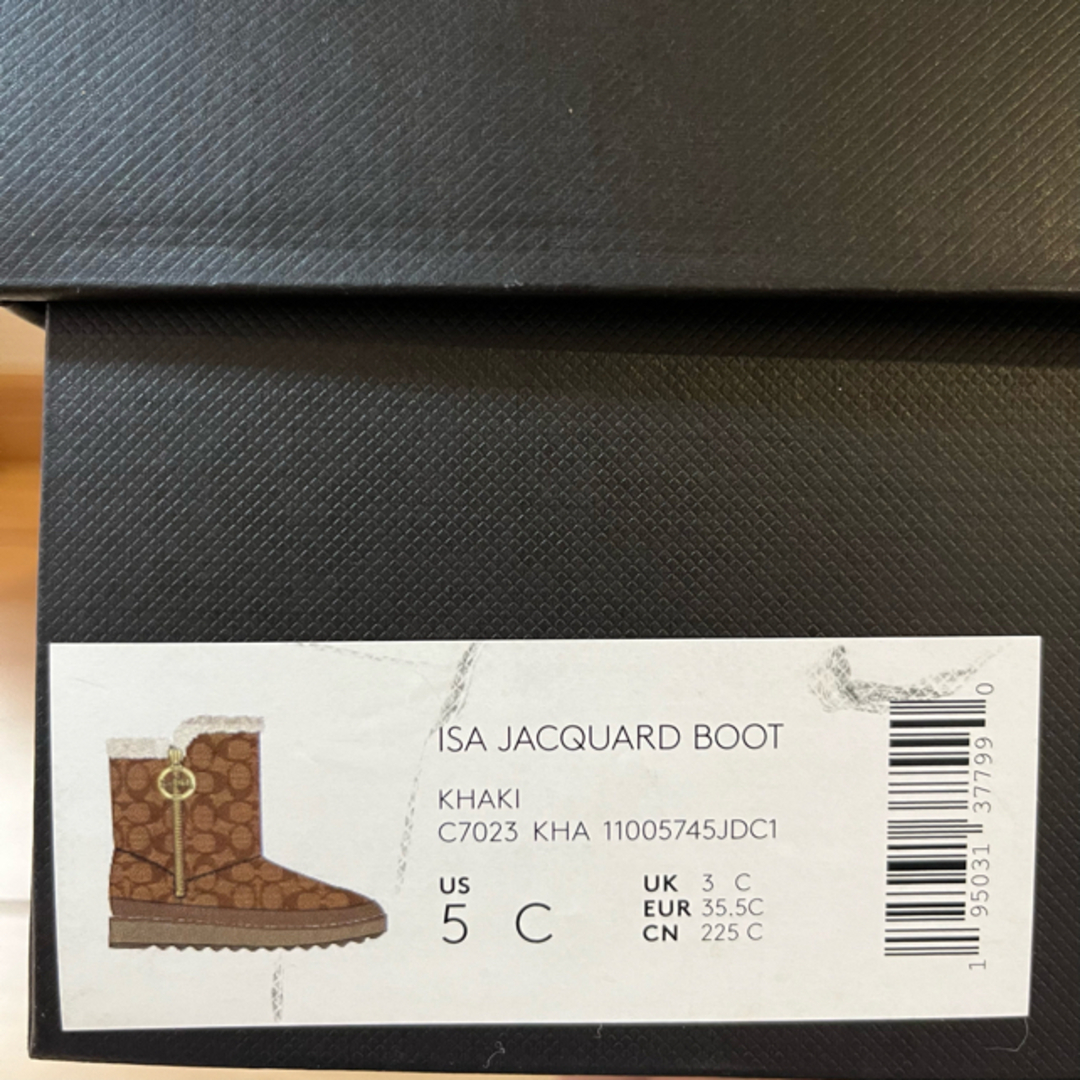 ISA JACQUARD BOOT
KHAKI
C7023 KHA 11005745JDC1
US
5 C
UK 3 C
EUR 35.5C
CN 225 C
1 95031 37799 0